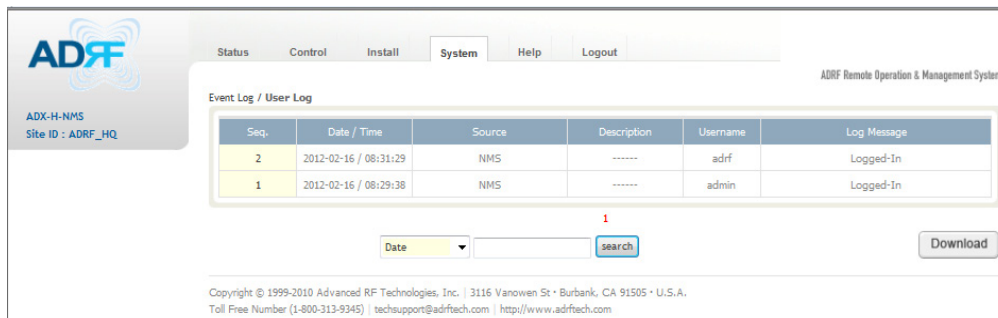 ADRF
Status Control Install System Help Logout
ADRF Remote Operation & Management System
ADX-H-NMS
Site ID : ADRF_HQ
Event Log / User Log
Seq. Date / Time Source Description Username Log Message
2 2012-02-16 / 08:31:29 NMS ------ adrf Logged-In
1 2012-02-16 / 08:29:38 NMS ------ admin Logged-In
1
Date search Download
Copyright © 1999-2010 Advanced RF Technologies, Inc. | 3116 Vanowen St • Burbank, CA 91505 • U.S.A.
Toll Free Number (1-800-313-9345) | techsupport@adrftech.com | http://www.adrftech.com